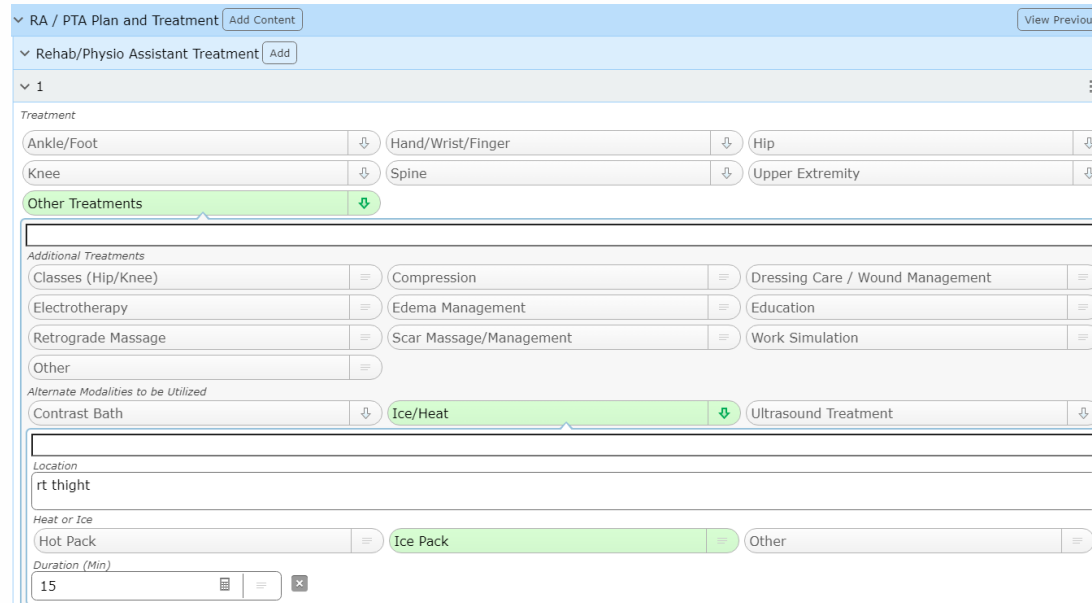 RA / PTA Plan and Treatment Add Content View Previou
Rehab/Physio Assistant Treatment Add
1
Treatment
Ankle/Foot Hand/Wrist/Finger Hip
Knee Spine Upper Extremity
Other Treatments
Additional Treatments
Classes (Hip/Knee) Compression Dressing Care / Wound Management
Electrotherapy Edema Management Education
Retrograde Massage Scar Massage/Management Work Simulation
Other
Alternate Modalities to be Utilized
Contrast Bath Ice/Heat Ultrasound Treatment
Location
rt thight
Heat or Ice
Hot Pack Ice Pack Other
Duration (Min)
15